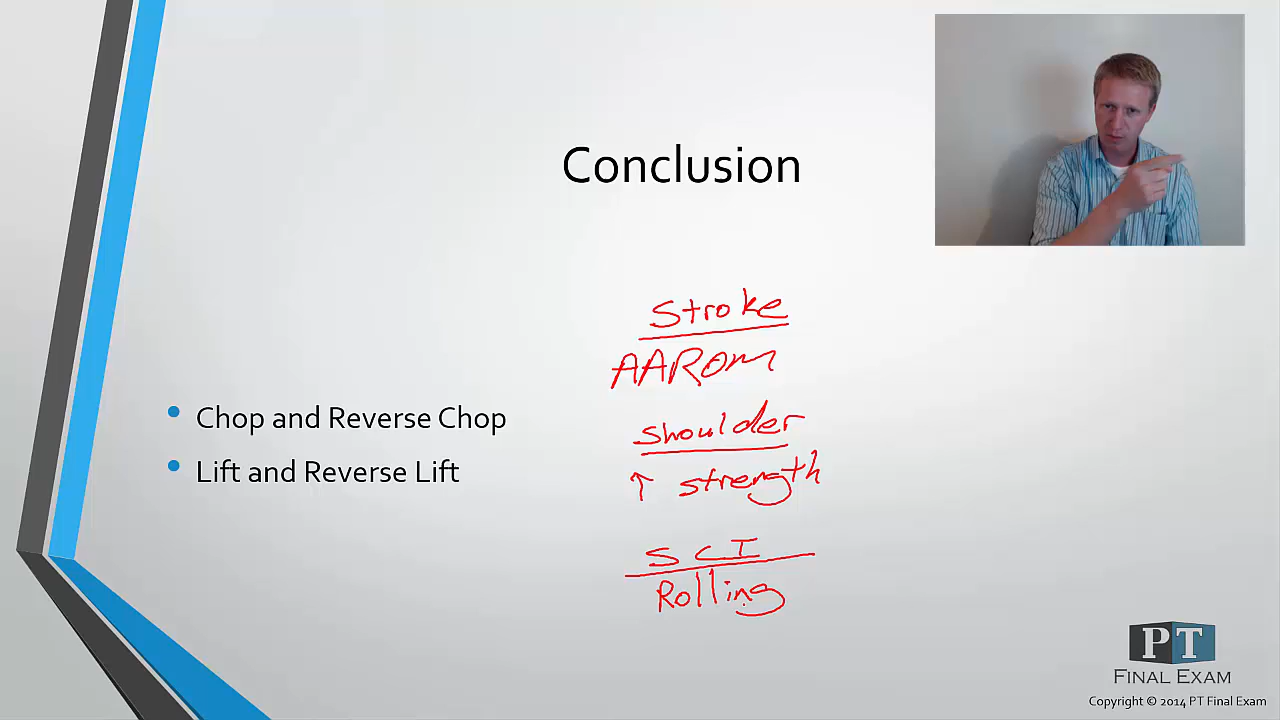 Conclusion
Stroke
AAROM
• Chop and Reverse Chop
shoulder
• Lift and Reverse Lift
↑ strength
SCI
Rolling
PT
FINAL EXAM
Copyright © 2014 PT Final Exam